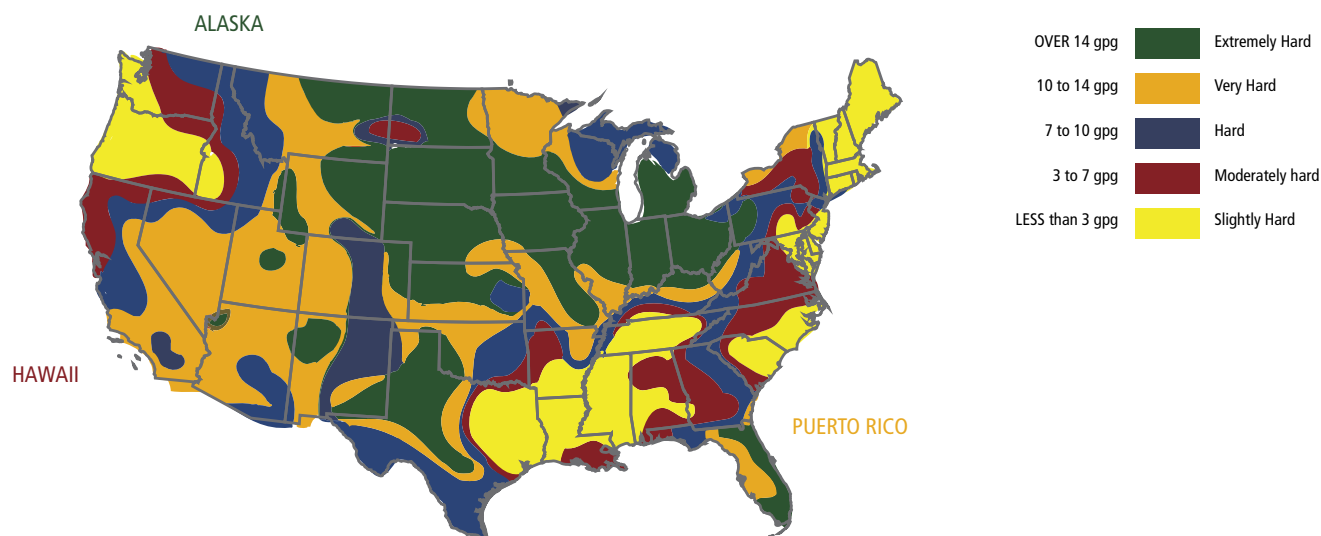 ALASKA
HAWAII
PUERTO RICO
OVER 14 gpg Extremely Hard
10 to 14 gpg Very Hard
7 to 10 gpg Hard
3 to 7 gpg Moderately hard
LESS than 3 gpg Slightly Hard